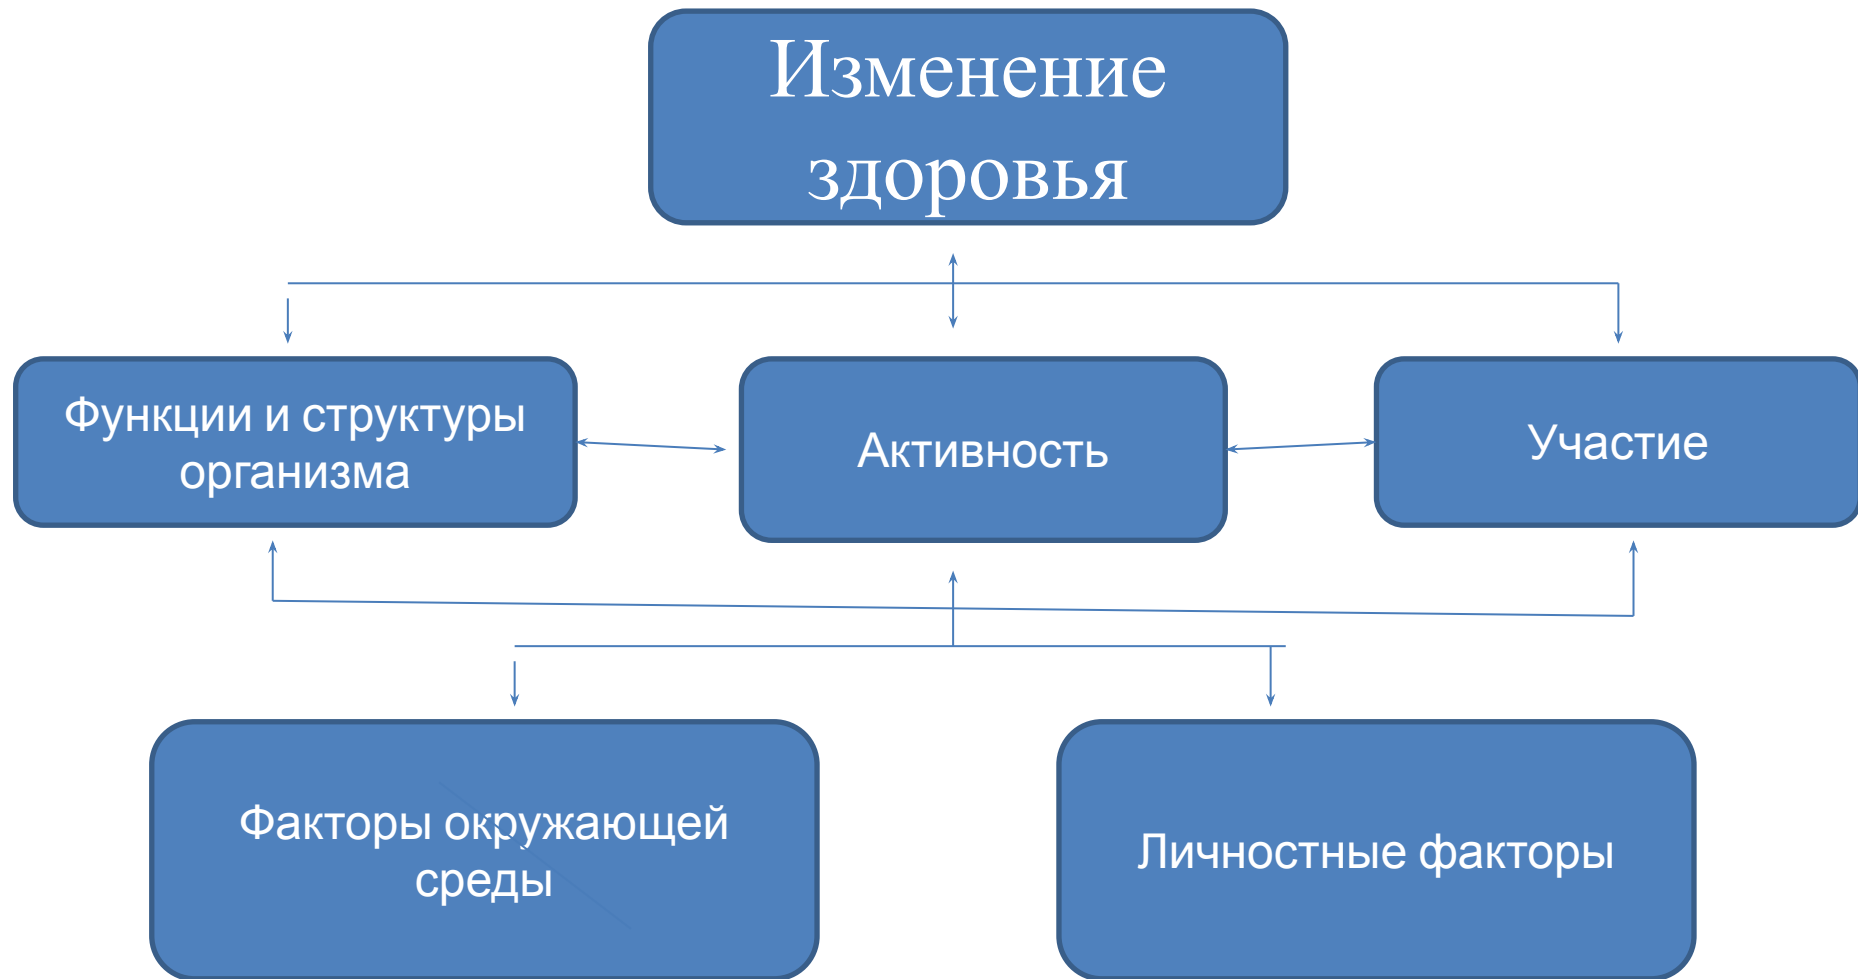 Изменение
здоровья
Функции и структуры
организма
Активность
Участие
Факторы окружающей
среды
Личностные факторы